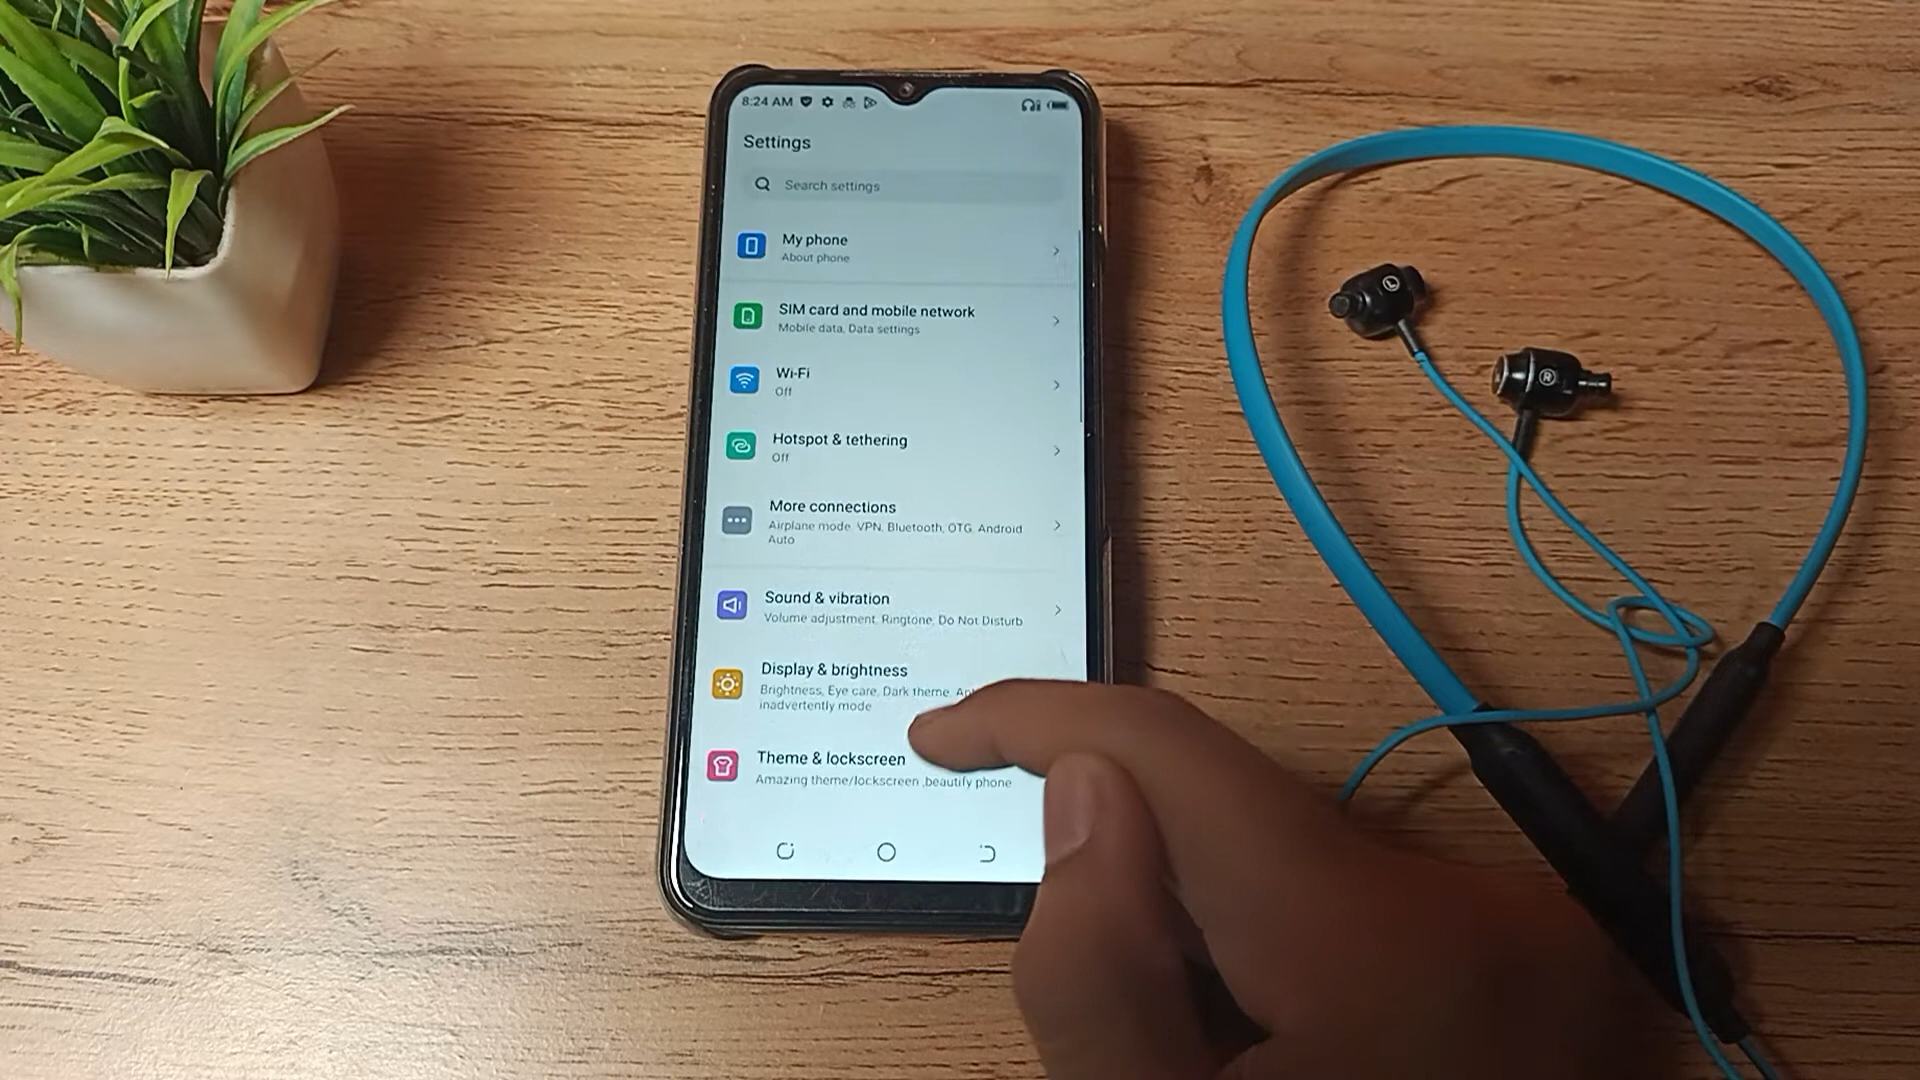 8:24 AM
Settings
Search settings
My phone
About phone
SIM card and mobile network
Mobile data, Data settings
Wi-Fi
Off
Hotspot & tethering
Off
More connections
Airplane mode, VPN, Bluetooth, OTG, Android
Auto
Sound & vibration
Volume adjustment, Ringtone, Do Not Disturb
Display & brightness
Brightness, Eye care, Dark theme,
inadvertently mode
Theme & lockscreen
Amazing theme/lockscreen ,beautify phone
L
R